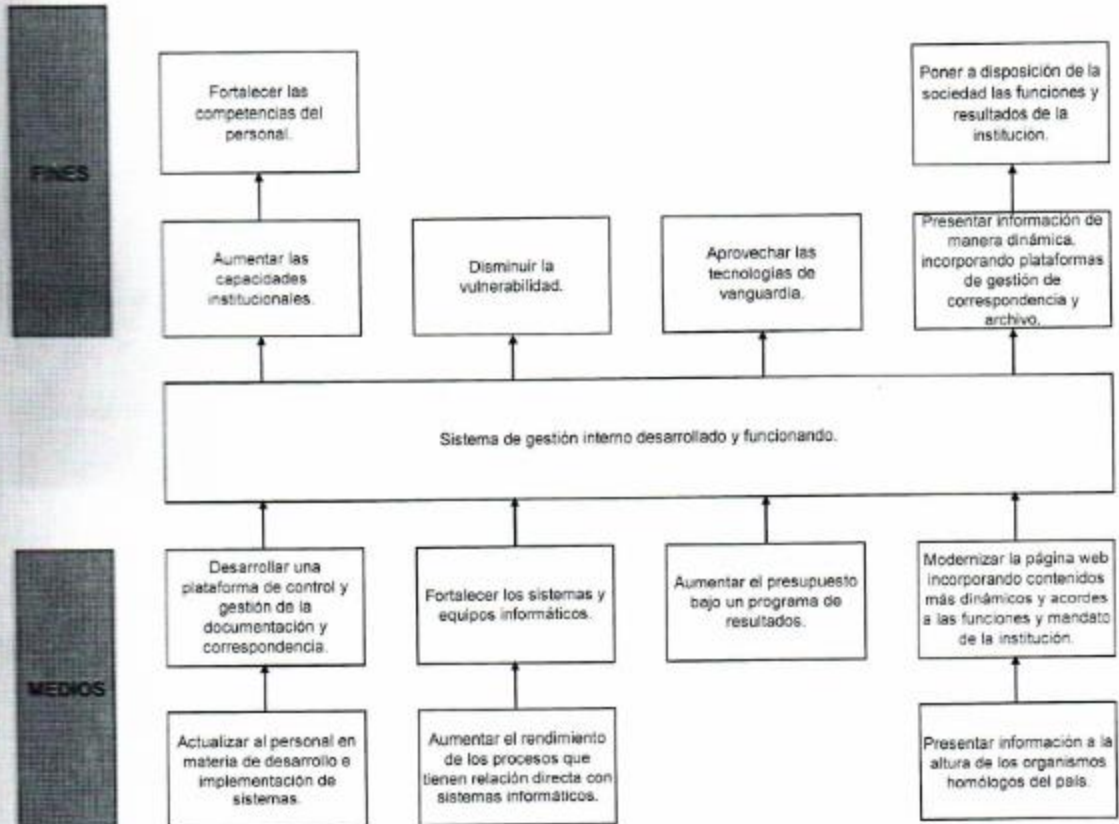 FINES
Fortalecer las
competencias del
personal.
Poner a disposición de la
sociedad las funciones y
resultados de la
institución.
Aumentar las
capacidades
institucionales.
Disminuir la
vulnerabilidad.
Aprovechar las
tecnologías de
vanguardia.
Presentar información de
manera dinámica,
incorporando plataformas
de gestión de
correspondencia y
archivo.
Sistema de gestión interno desarrollado y funcionando.
MEDIOS
Desarrollar una
plataforma de control y
gestión de la
documentación y
correspondencia.
Fortalecer los sistemas y
equipos informáticos.
Aumentar el presupuesto
bajo un programa de
resultados.
Modernizar la página web
incorporando contenidos
más dinámicos y acordes
a las funciones y mandato
de la institución.
Actualizar al personal en
materia de desarrollo e
implementación de
sistemas.
Aumentar el rendimiento
de los procesos que
tienen relación directa con
sistemas informáticos.
Presentar información a la
altura de los organismos
homólogos del país.